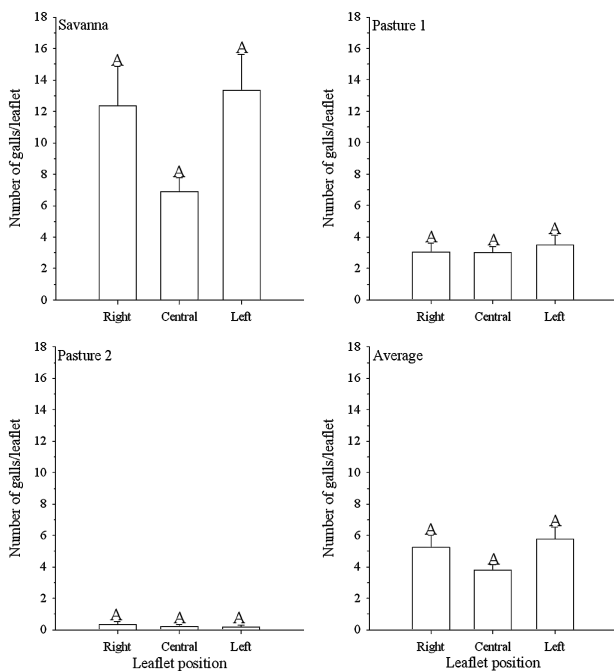 18
16
14
12
10
8
6
4
2
0
Number of galls/leaflet
Savanna
A
A
A
Right Central Left
18
16
14
12
10
8
6
4
2
0
Number of galls/leaflet
Pasture 1
A
A
A
Right Central Left
18
16
14
12
10
8
6
4
2
0
Number of galls/leaflet
Pasture 2
A
A
A
Right Central Left
Leaflet position
18
16
14
12
10
8
6
4
2
0
Number of galls/leaflet
Average
A
A
A
Right Central Left
Leaflet position